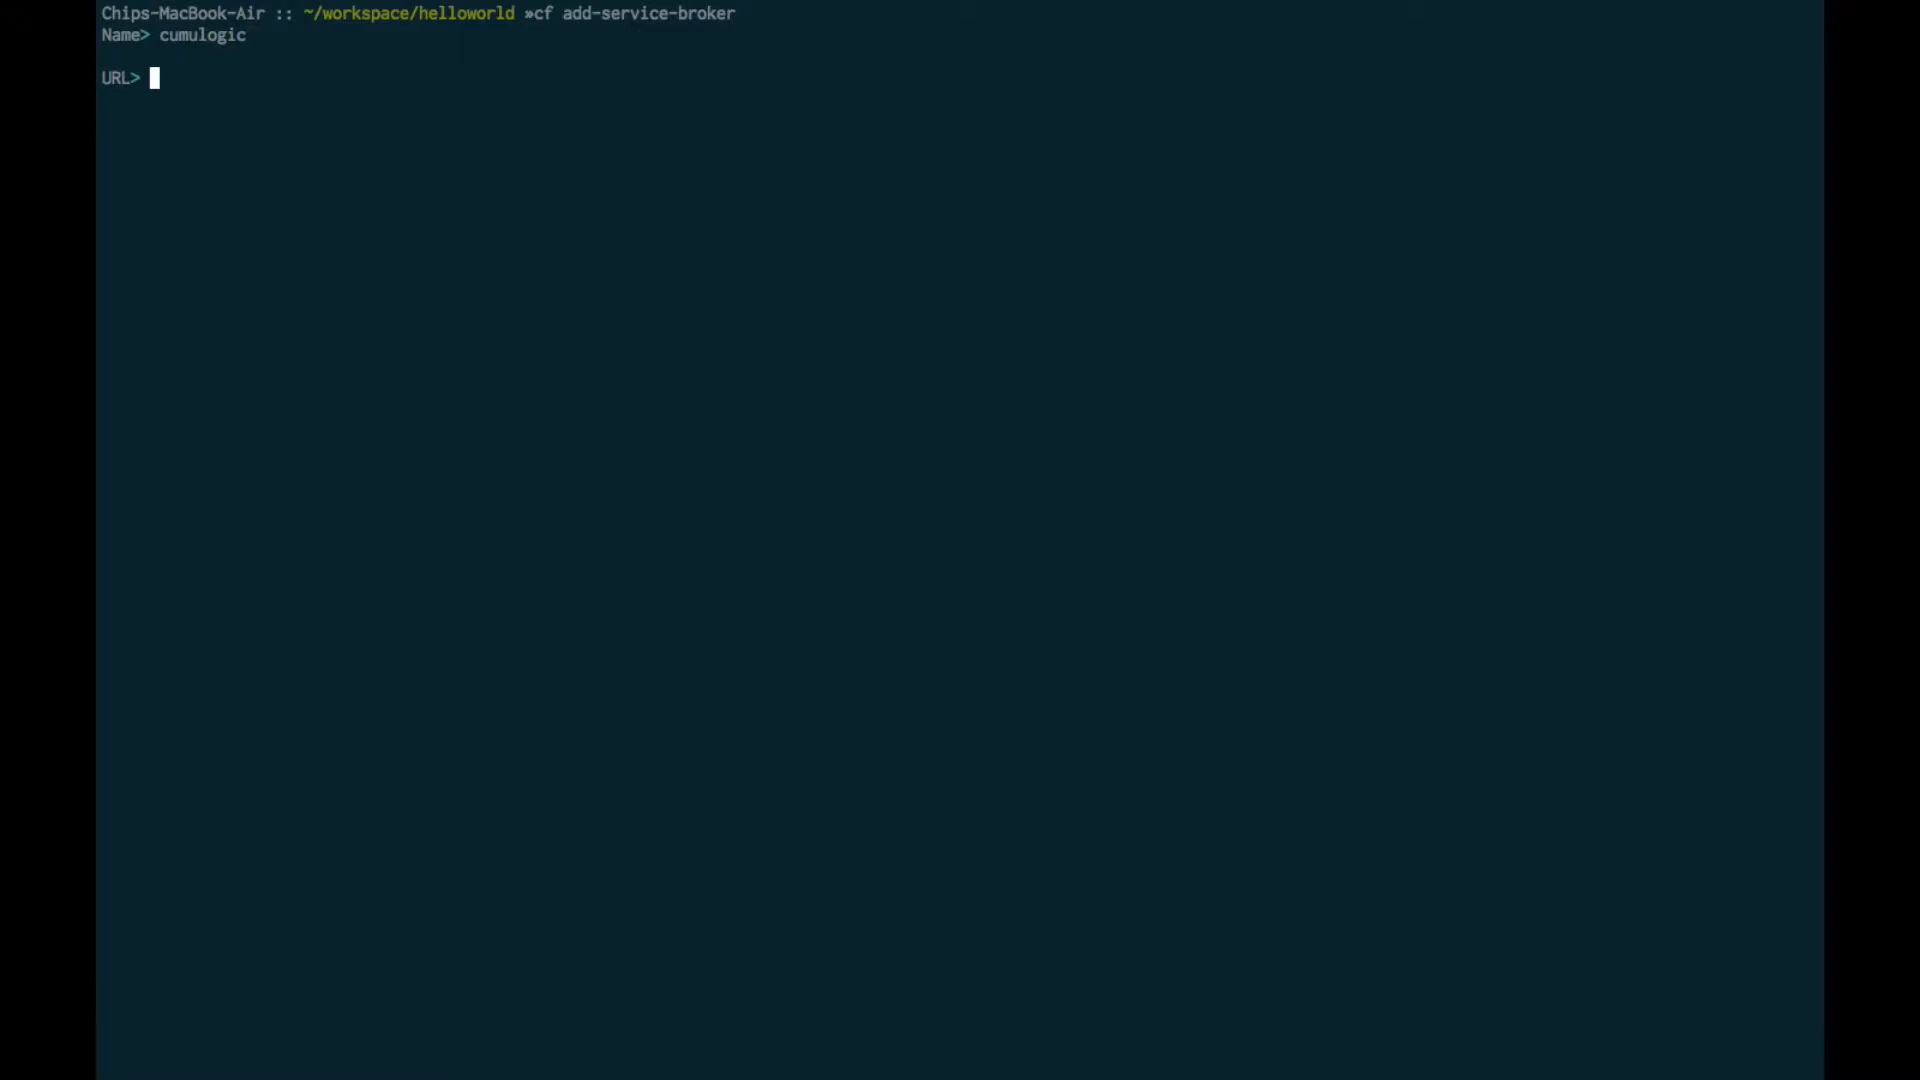 Chips-MacBook-Air :: ~/workspace/helloworld »cf add-service-broker
Name> cumulogic
URL>